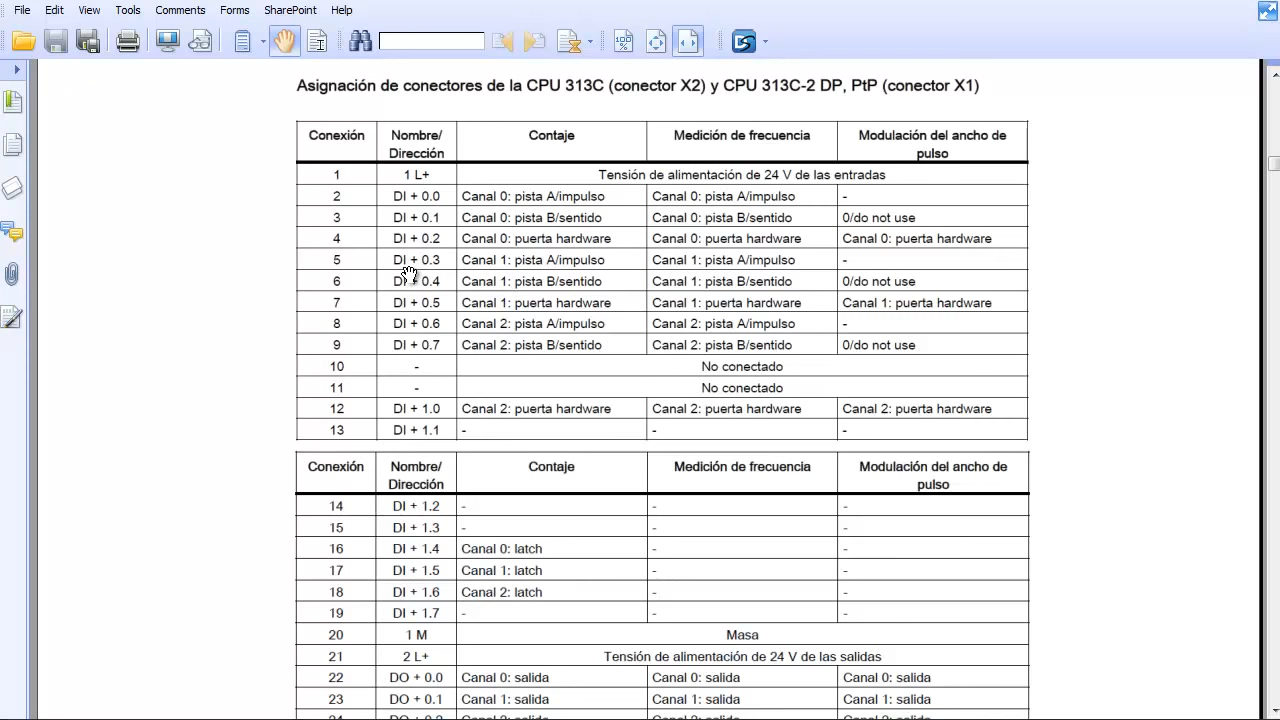 File Edit View Tools Comments Forms SharePoint Help
Asignación de conectores de la CPU 313C (conector X2) y CPU 313C-2 DP, PtP (conector X1)
Conexión Nombre/ Contaje Medición de frecuencia Modulación del ancho de
Dirección pulso
1 1 L+ Tensión de alimentación de 24 V de las entradas
2 DI + 0.0 Canal 0: pista A/impulso Canal 0: pista A/impulso -
3 DI + 0.1 Canal 0: pista B/sentido Canal 0: pista B/sentido 0/do not use
4 DI + 0.2 Canal 0: puerta hardware Canal 0: puerta hardware Canal 0: puerta hardware
5 DI + 0.3 Canal 1: pista A/impulso Canal 1: pista A/impulso -
6 DI + 0.4 Canal 1: pista B/sentido Canal 1: pista B/sentido 0/do not use
7 DI + 0.5 Canal 1: puerta hardware Canal 1: puerta hardware Canal 1: puerta hardware
8 DI + 0.6 Canal 2: pista A/impulso Canal 2: pista A/impulso -
9 DI + 0.7 Canal 2: pista B/sentido Canal 2: pista B/sentido 0/do not use
10 - No conectado
11 - No conectado
12 DI + 1.0 Canal 2: puerta hardware Canal 2: puerta hardware Canal 2: puerta hardware
13 DI + 1.1 - - -
Conexión Nombre/ Contaje Medición de frecuencia Modulación del ancho de
Dirección pulso
14 DI + 1.2 - - -
15 DI + 1.3 - - -
16 DI + 1.4 Canal 0: latch - -
17 DI + 1.5 Canal 1: latch - -
18 DI + 1.6 Canal 2: latch - -
19 DI + 1.7 - - -
20 1 M Masa
21 2 L+ Tensión de alimentación de 24 V de las salidas
22 DO + 0.0 Canal 0: salida Canal 0: salida Canal 0: salida
23 DO + 0.1 Canal 1: salida Canal 1: salida Canal 1: salida